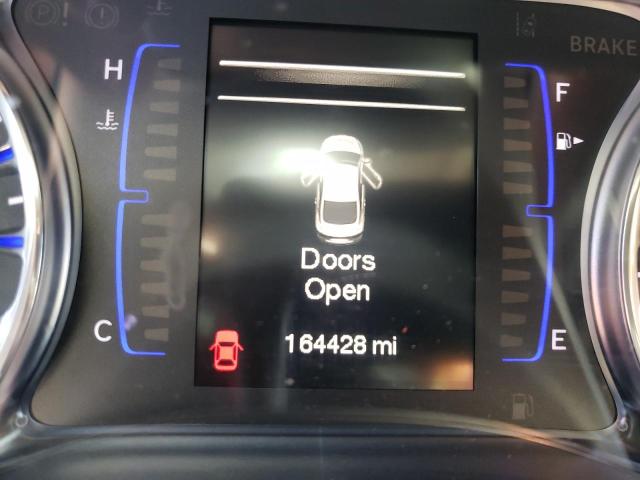 BRAKE
H
F
Doors
Open
C
164428 mi
E